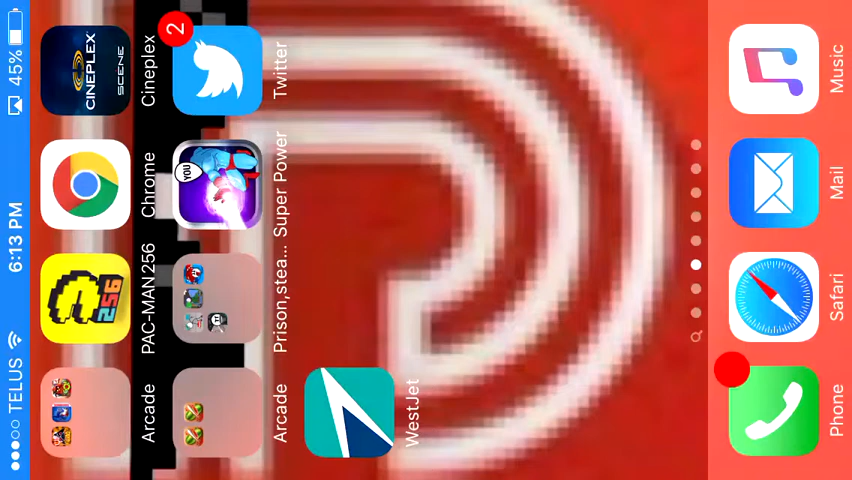 TELUS 6:13 PM 45%
256
CINEPLEX
SCENE
Arcade PAC-MAN256 Chrome Cineplex
2
YOU
Arcade Prison,stea... Super Power Twitter
WestJet
Phone Safari Mail Music